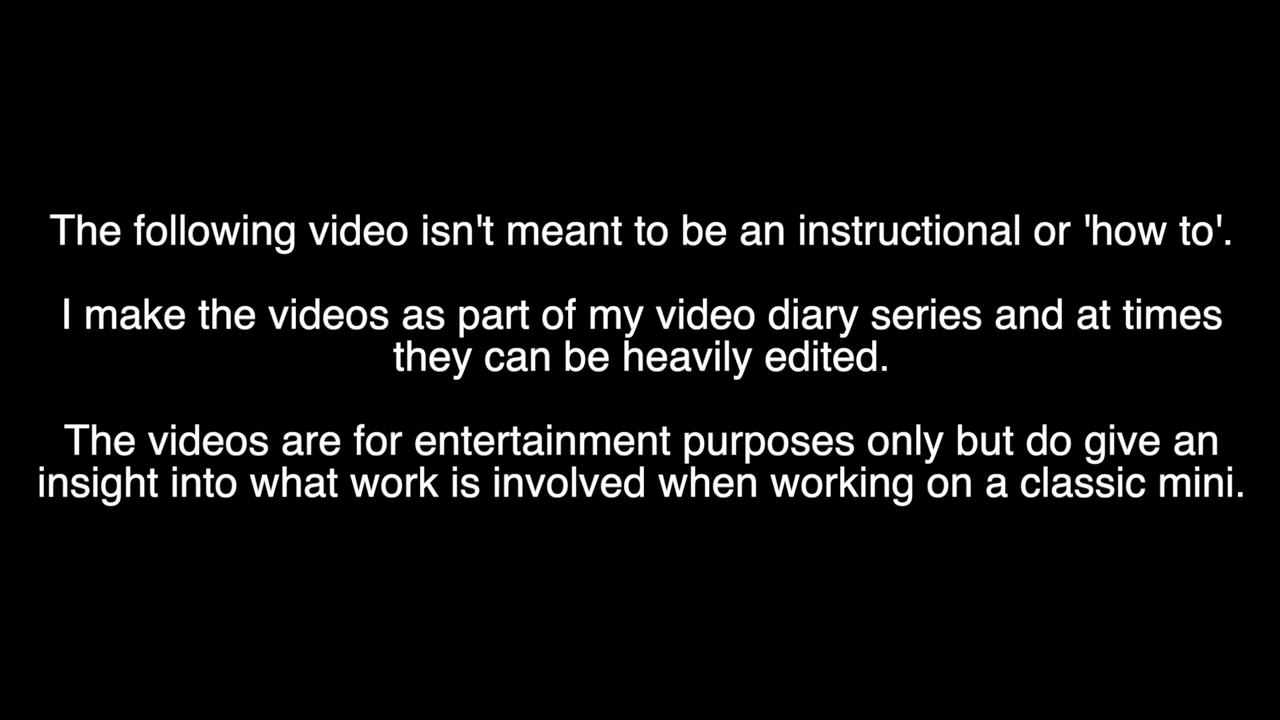 The following video isn't meant to be an instructional or 'how to'.
I make the videos as part of my video diary series and at times
they can be heavily edited.
The videos are for entertainment purposes only but do give an
insight into what work is involved when working on a classic mini.